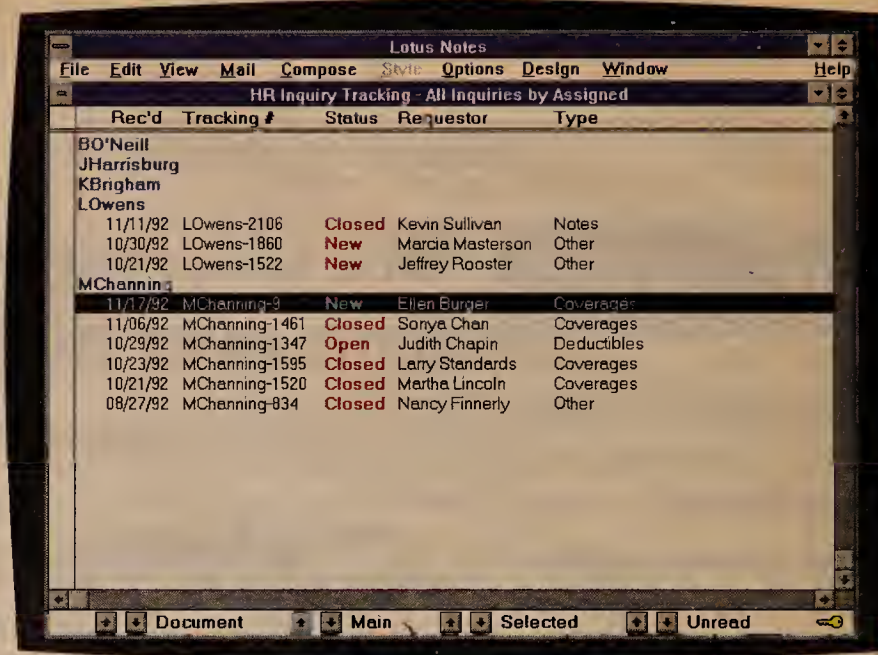 Lotus Notes
File Edit View Mail Compose Style Options Design Window Help
HR Inquiry Tracking - All Inquiries by Assigned
Rec'd Tracking # Status Requestor Type
BO'Neill
JHarrisburg
KBrigham
LOwens
11/11/92 LOwens-2106 Closed Kevin Sullivan Notes
10/30/92 LOwens-1860 New Marcia Masterson Other
10/21/92 LOwens-1522 New Jeffrey Rooster Other
MChanning
11/17/92 MChanning-9 New Ellen Burger Coverages
11/06/92 MChanning-1461 Closed Sonya Chan Coverages
10/29/92 MChanning-1347 Open Judith Chapin Deductibles
10/23/92 MChanning-1595 Closed Larry Standards Coverages
10/21/92 MChanning-1520 Closed Martha Lincoln Coverages
08/27/92 MChanning-834 Closed Nancy Finnerly Other
Document Main Selected Unread